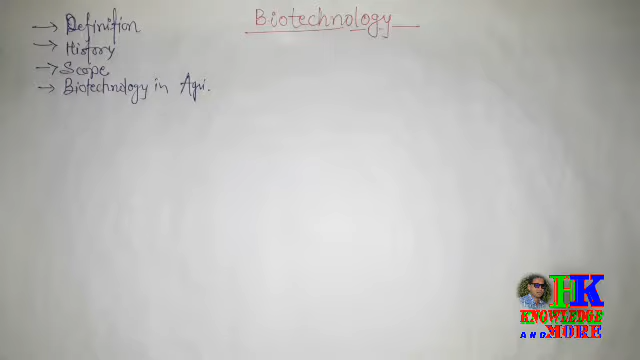 Biotechnology
→ Definition
→ History
→ Scope
→ Biotechnology in Agri.
HK
KNOWLEDGE
AND MORE